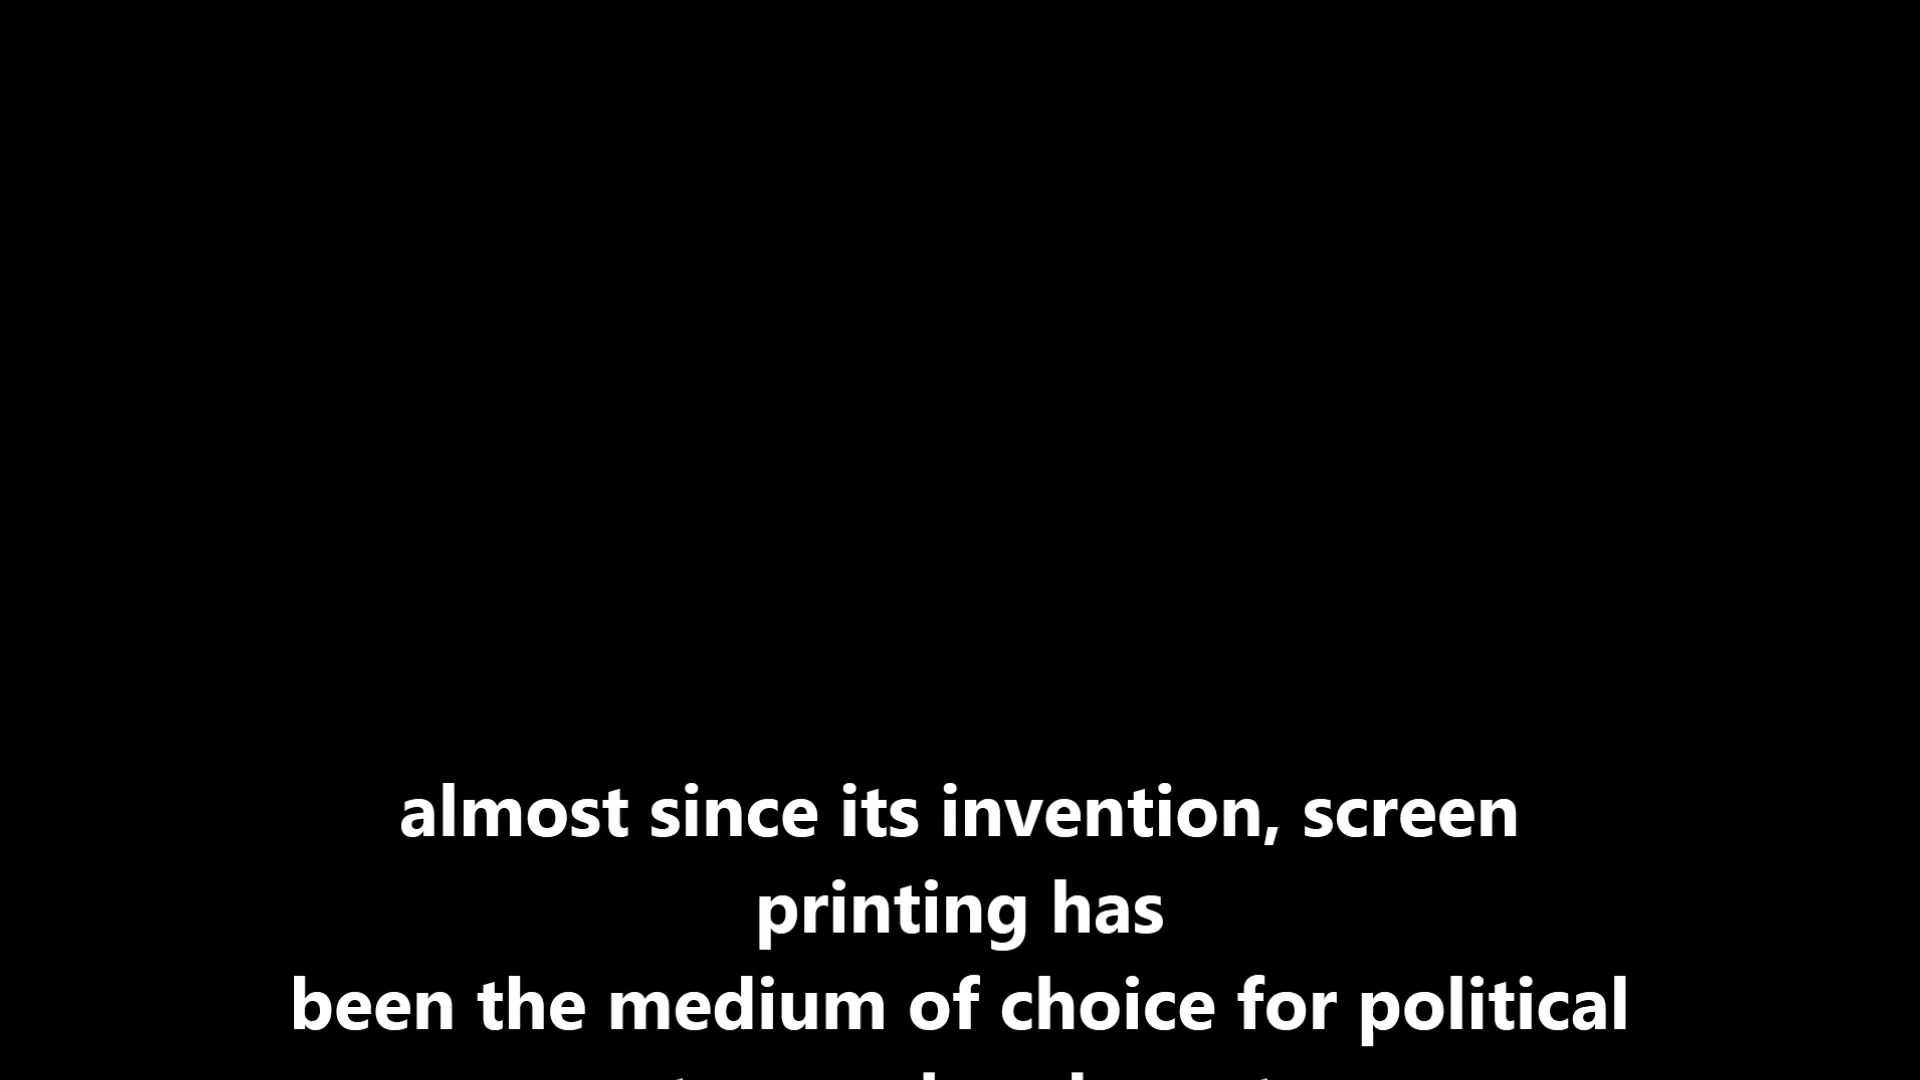 almost since its invention, screen
printing has
been the medium of choice for political